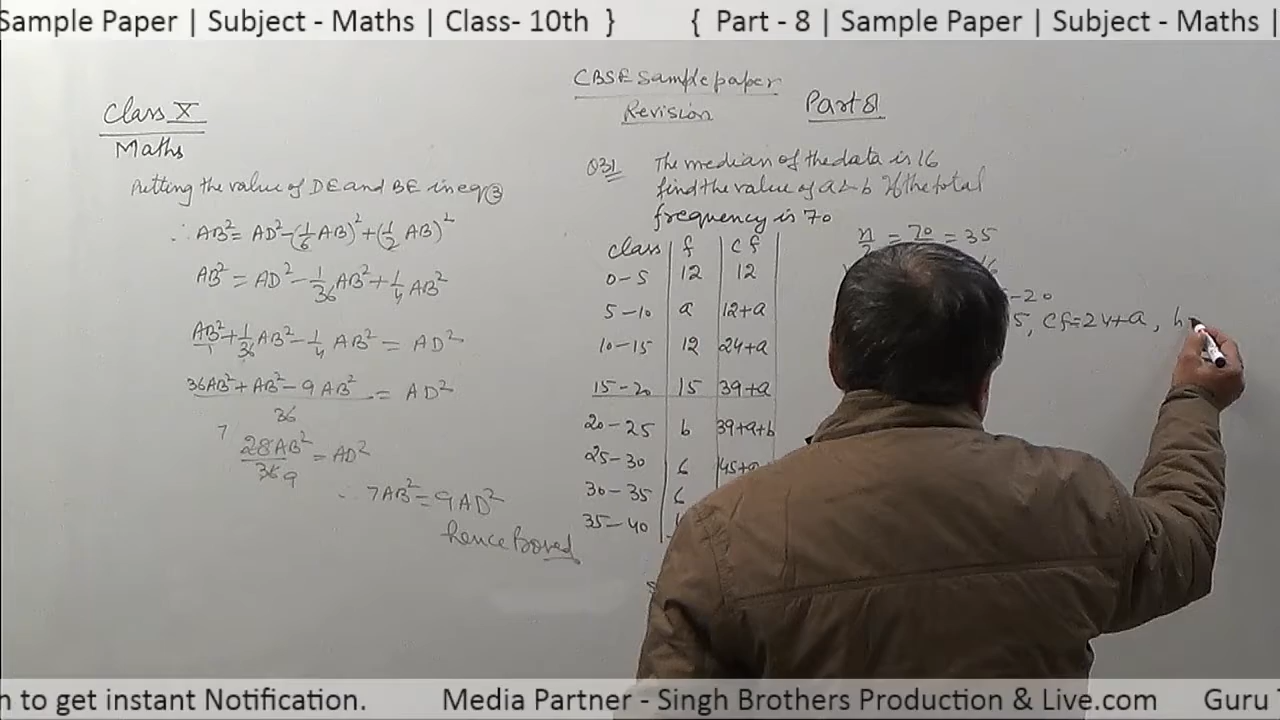 Sample Paper | Subject - Maths | Class- 10th } { Part - 8 | Sample Paper | Subject - Maths |
Class X
Maths
Putting the value of DE and BE in eq ③
∴ AB² = AD² - (1/6 AB)² + (1/2 AB)²
AB² = AD² - 1/36 AB² + 1/4 AB²
AB²/1 + 1/36 AB² - 1/4 AB² = AD²
36AB² + AB² - 9AB² / 36 = AD²
7 28AB² / 36 9 = AD²
∴ 7AB² = 9AD²
hence Boved
CBSE Sample paper
Revision
Part 8
Q31 The median of the data is 16
find the value of a & b If the total
frequency is 70
class | f | cf
0-5 | 12 | 12
5-10 | a | 12+a
10-15 | 12 | 24+a
15-20 | 15 | 39+a
20-25 | b | 39+a+b
25-30 | 6 | 45+a
30-35 | 6
35-40
n/2 = 70/2 = 35
16
-20
5, cf=24+a, h
n to get instant Notification. Media Partner - Singh Brothers Production & Live.com Guru